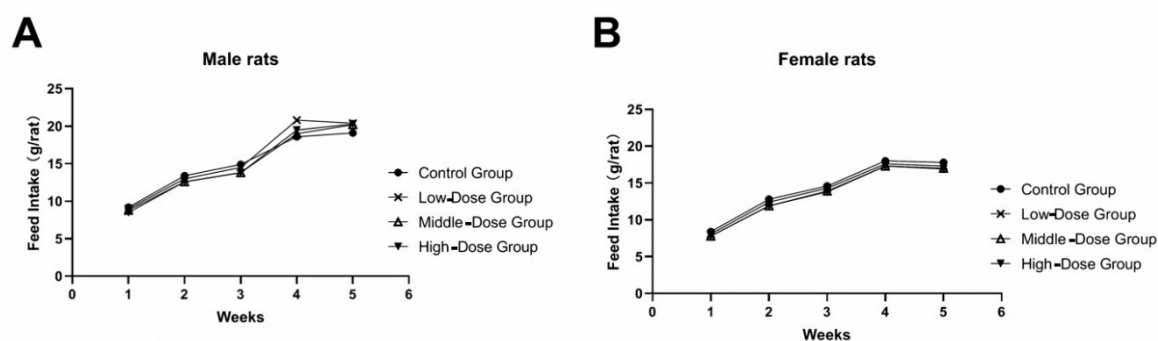 A
Male rats
Feed Intake（g/rat）
25
20
15
10
5
0
0 1 2 3 4 5 6
Weeks
Control Group
Low-Dose Group
Middle-Dose Group
High-Dose Group
B
Female rats
Feed Intake（g/rat）
25
20
15
10
5
0
0 1 2 3 4 5 6
Weeks
Control Group
Low-Dose Group
Middle-Dose Group
High-Dose Group